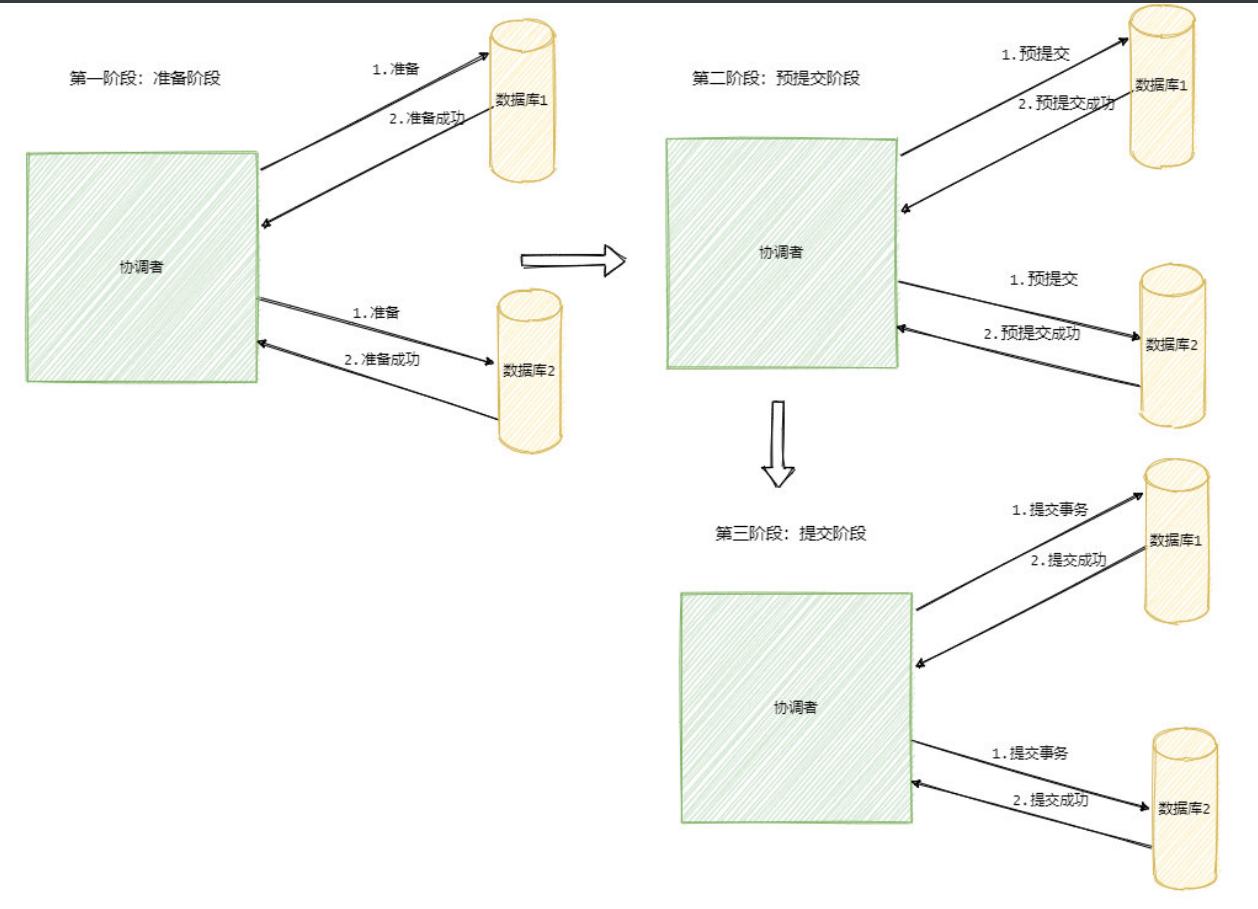 第一阶段：准备阶段
1.准备
数据库1
2.准备成功
协调者
1.准备
2.准备成功
数据库2
第二阶段：预提交阶段
1.预提交
数据库1
2.预提交成功
协调者
1.预提交
2.预提交成功
数据库2
第三阶段：提交阶段
1.提交事务
数据库1
2.提交成功
协调者
1.提交事务
2.提交成功
数据库2